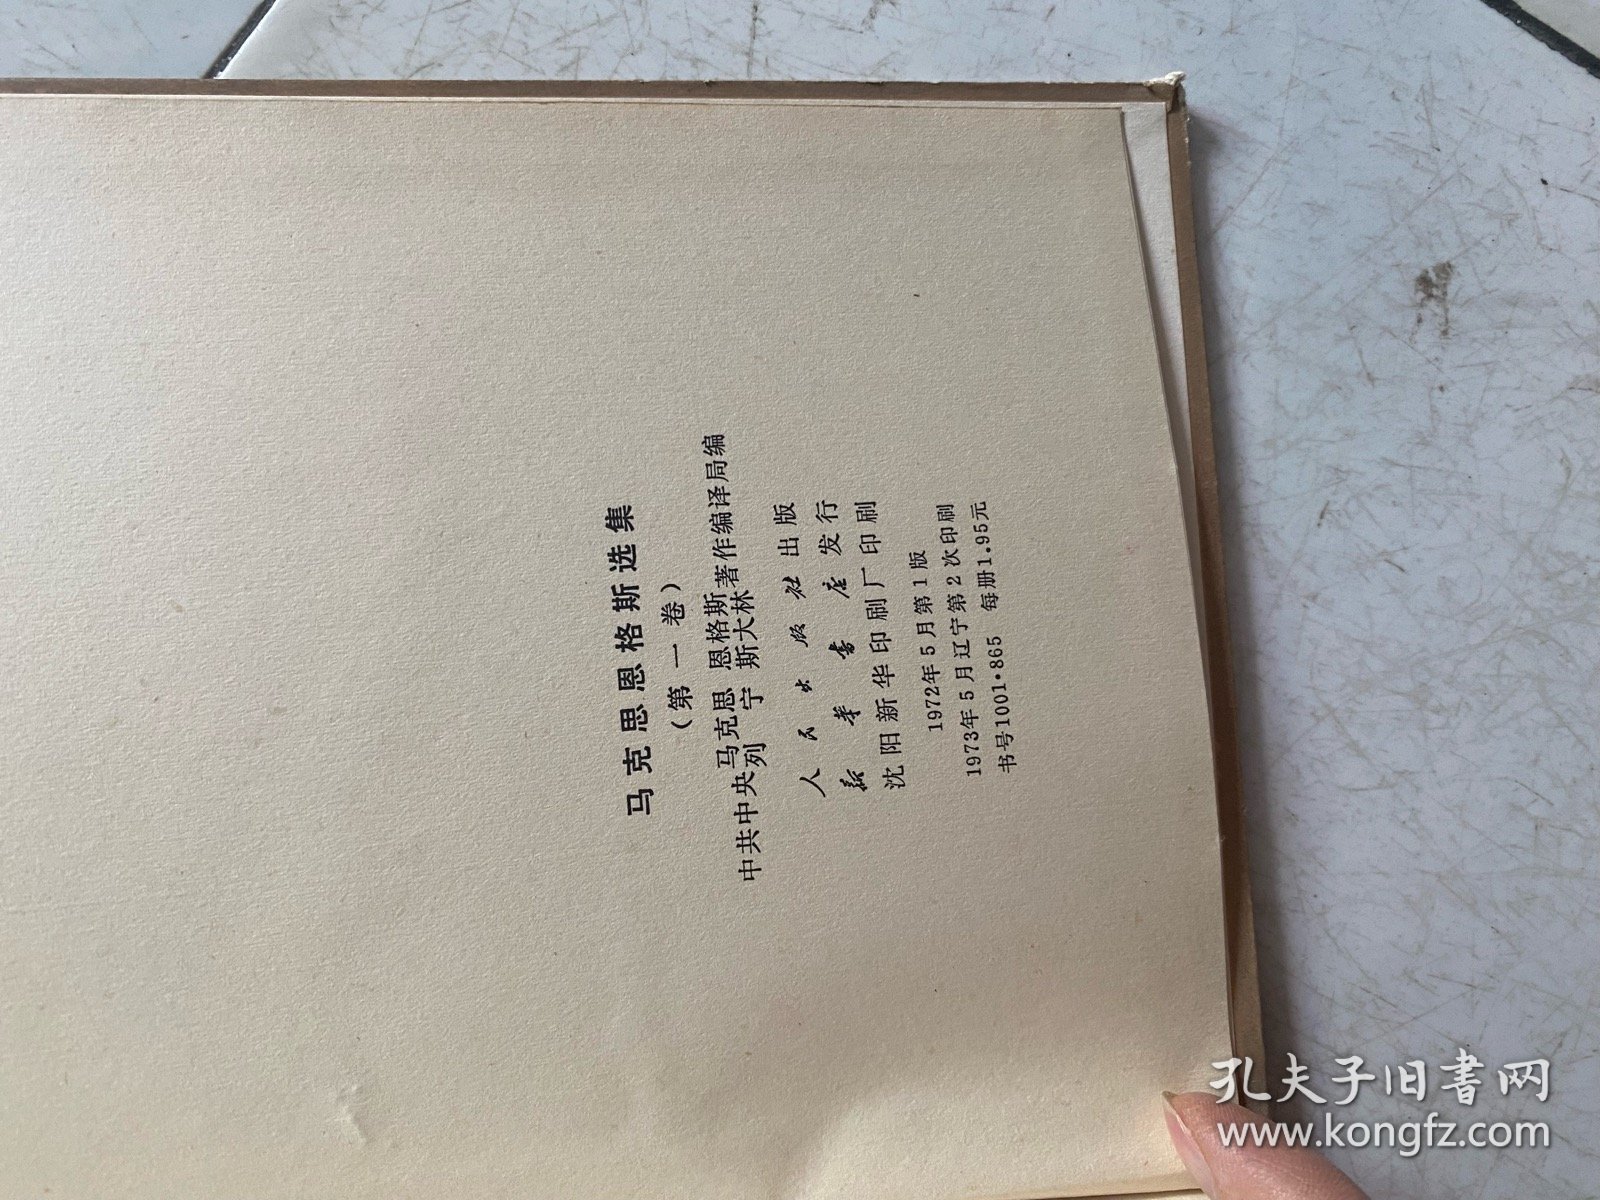 马克思恩格斯选集
(第一卷)
中共中央马克思 恩格斯著作编译局编
列 宁 斯大林
人民出版社出版
新华书店发行
沈阳新华印刷厂印刷
1972年5月第1版
1973年5月辽宁第2次印刷
书号1001·865 每册1.95元
孔夫子旧书网
www.kongfz.com